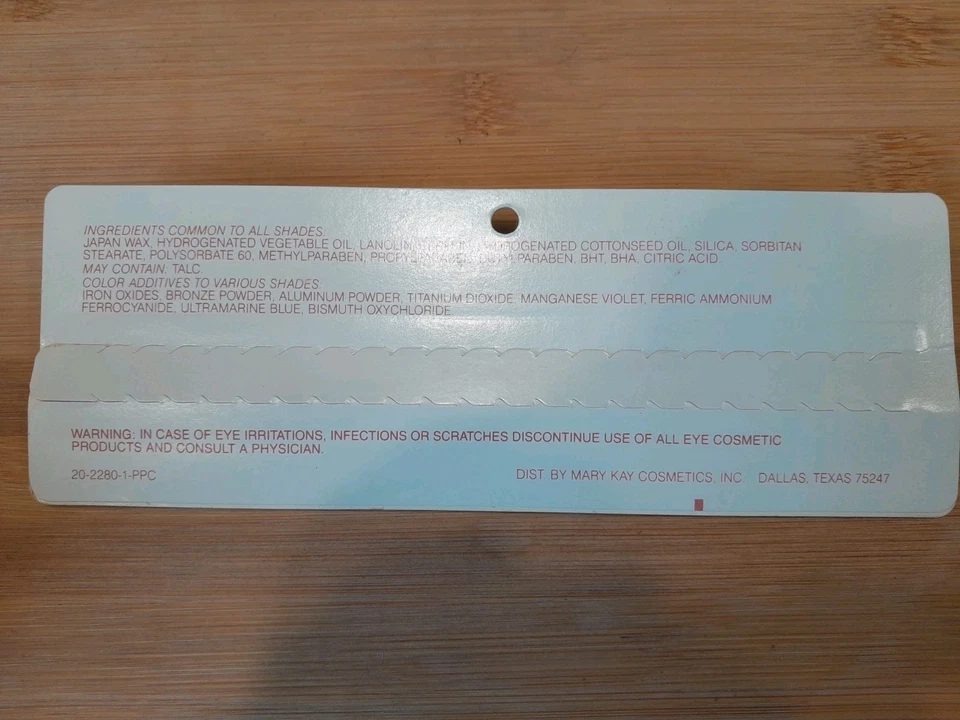 INGREDIENTS COMMON TO ALL SHADES:
JAPAN WAX, HYDROGENATED VEGETABLE OIL, LANOLIN, HYDROGENATED COTTONSEED OIL, SILICA, SORBITAN
STEARATE, POLYSORBATE 60, METHYLPARABEN, PROPYLPARABEN, BUTYLPARABEN, BHT, BHA, CITRIC ACID.
MAY CONTAIN: TALC.
COLOR ADDITIVES TO VARIOUS SHADES:
IRON OXIDES, BRONZE POWDER, ALUMINUM POWDER, TITANIUM DIOXIDE, MANGANESE VIOLET, FERRIC AMMONIUM
FERROCYANIDE, ULTRAMARINE BLUE, BISMUTH OXYCHLORIDE
WARNING: IN CASE OF EYE IRRITATIONS, INFECTIONS OR SCRATCHES DISCONTINUE USE OF ALL EYE COSMETIC
PRODUCTS AND CONSULT A PHYSICIAN.
20-2280-1-PPC DIST. BY MARY KAY COSMETICS, INC. DALLAS, TEXAS 75247